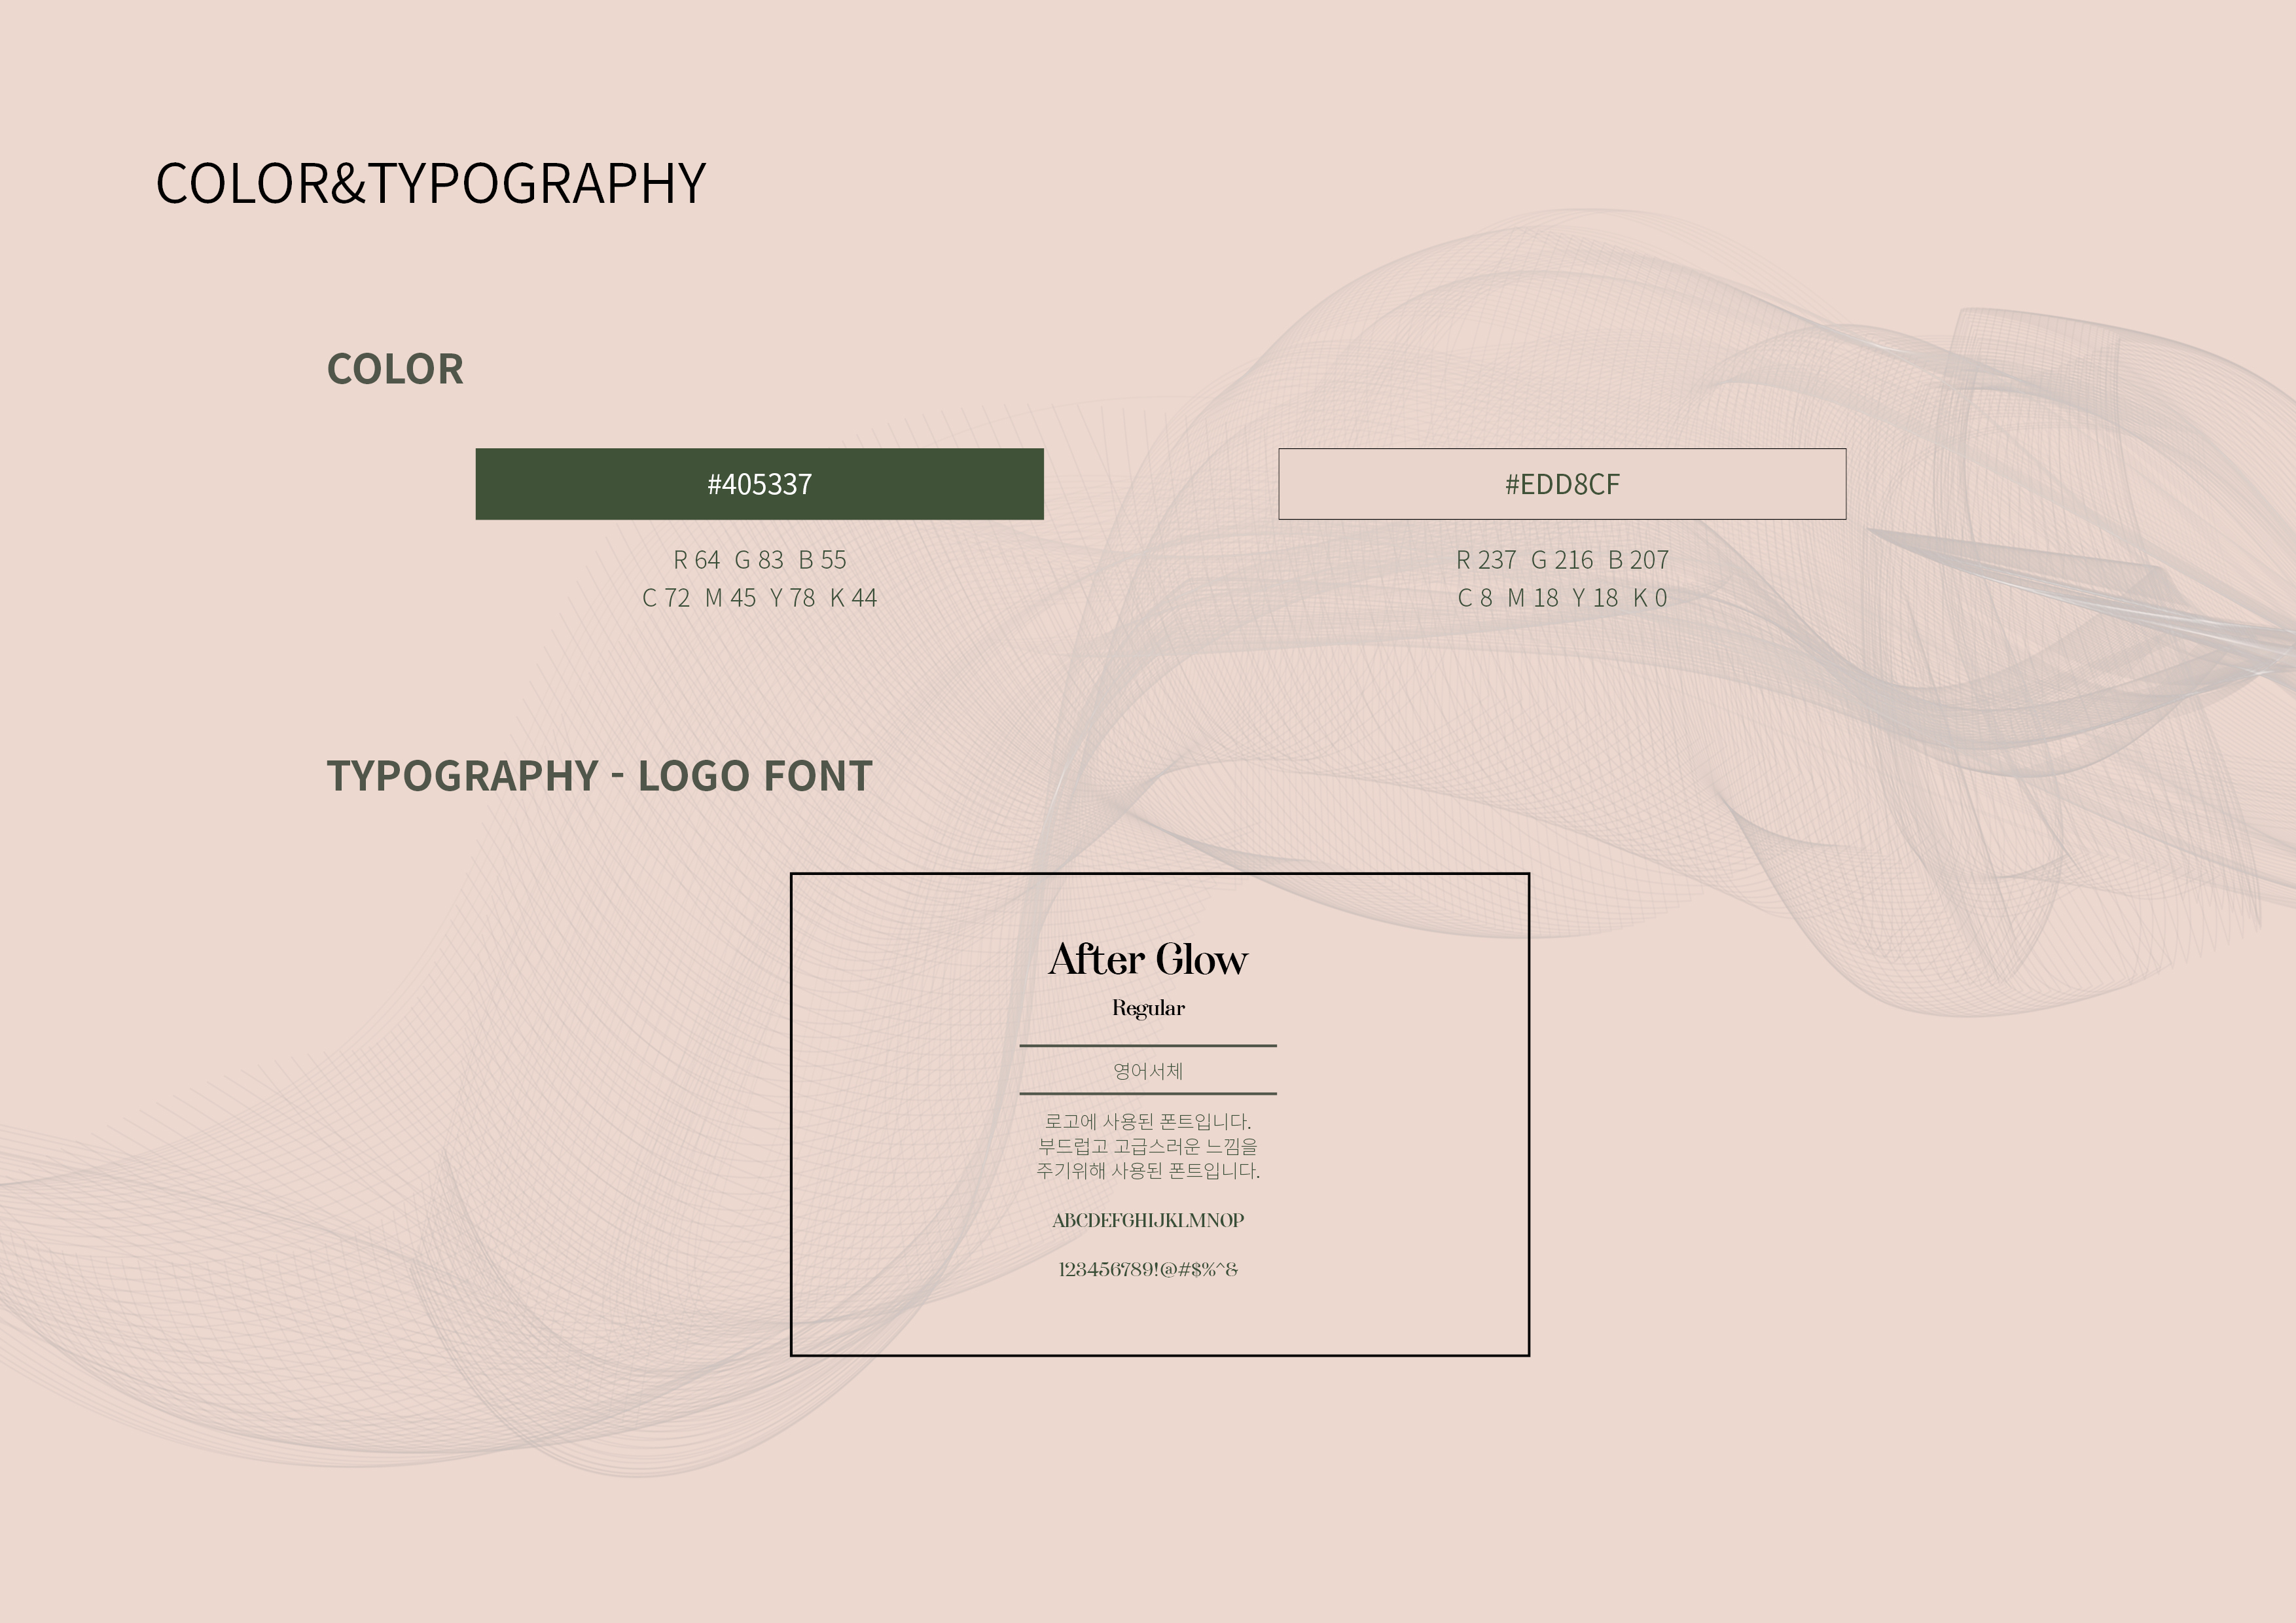 COLOR&TYPOGRAPHY
COLOR
#405337
#EDD8CF
R 64 G 83 B 55
C 72 M 45 Y 78 K 44
R 237 G 216 B 207
C 8 M 18 Y 18 K 0
TYPOGRAPHY - LOGO FONT
After Glow
Regular
영어서체
로고에 사용된 폰트입니다.
부드럽고 고급스러운 느낌을
주기위해 사용된 폰트입니다.
ABCDEFGHIJKLMNOP
123456789!@#$%^&